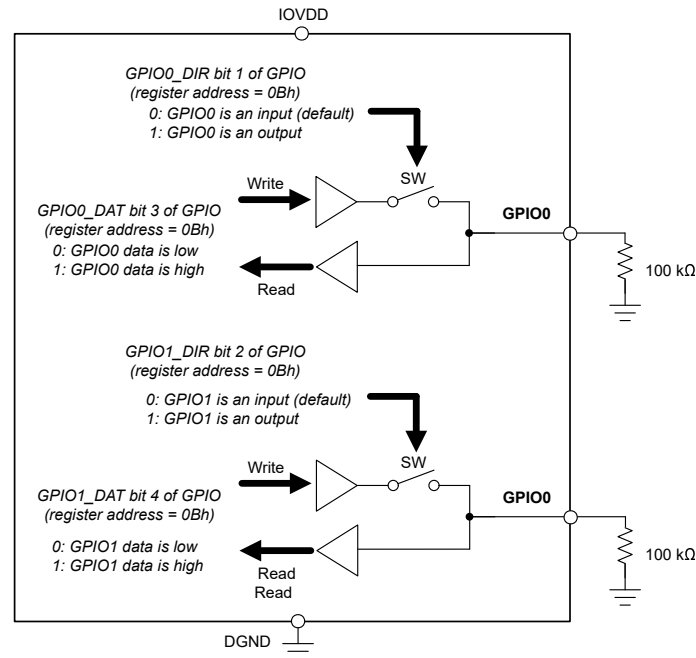 IOVDD
GPIO0_DIR bit 1 of GPIO
(register address = 0Bh)
0: GPIO0 is an input (default)
1: GPIO0 is an output
SW
Write
GPIO0_DAT bit 3 of GPIO
(register address = 0Bh)
0: GPIO0 data is low
1: GPIO0 data is high
Read
GPIO0
100 kΩ
GPIO1_DIR bit 2 of GPIO
(register address = 0Bh)
0: GPIO1 is an input (default)
1: GPIO1 is an output
SW
Write
GPIO1_DAT bit 4 of GPIO
(register address = 0Bh)
0: GPIO1 data is low
1: GPIO1 data is high
Read
Read
GPIO0
100 kΩ
DGND